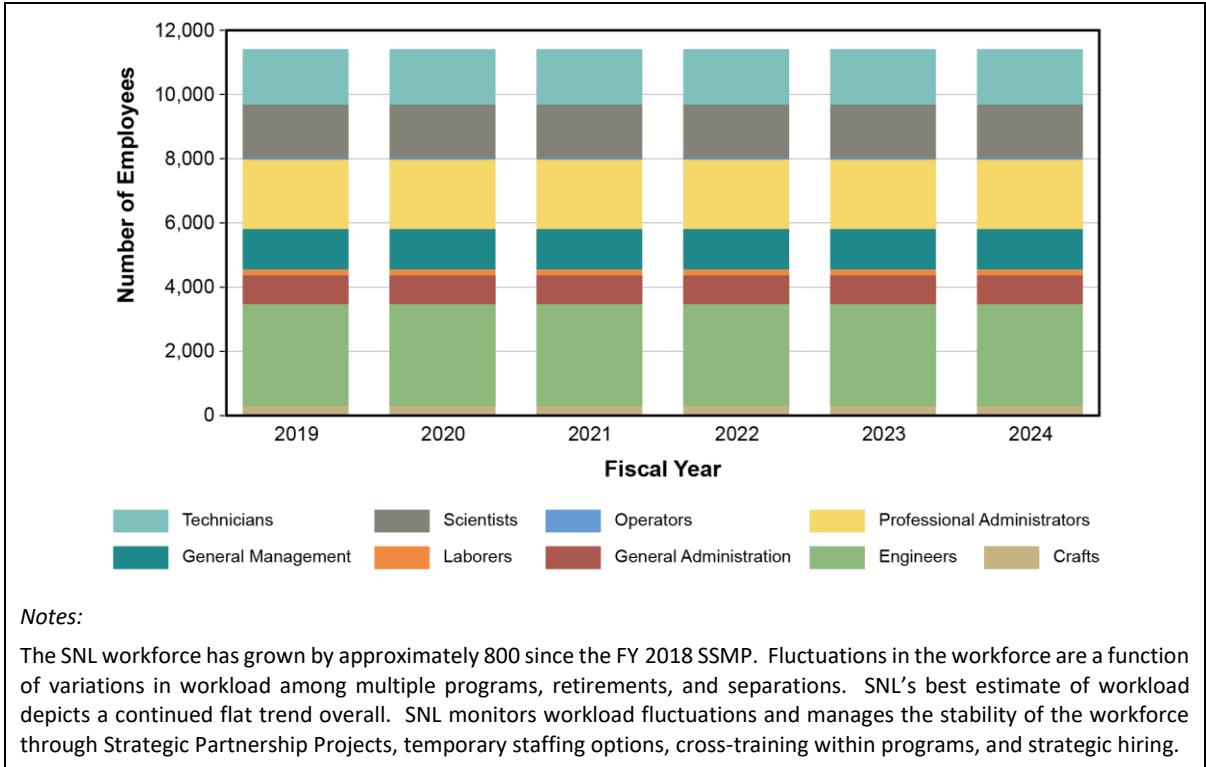 12,000
10,000
8,000
6,000
4,000
2,000
0
Number of Employees
2019 2020 2021 2022 2023 2024
Fiscal Year
Technicians Scientists Operators Professional Administrators
General Management Laborers General Administration Engineers Crafts
Notes:
The SNL workforce has grown by approximately 800 since the FY 2018 SSMP. Fluctuations in the workforce are a function
of variations in workload among multiple programs, retirements, and separations. SNL’s best estimate of workload
depicts a continued flat trend overall. SNL monitors workload fluctuations and manages the stability of the workforce
through Strategic Partnership Projects, temporary staffing options, cross-training within programs, and strategic hiring.